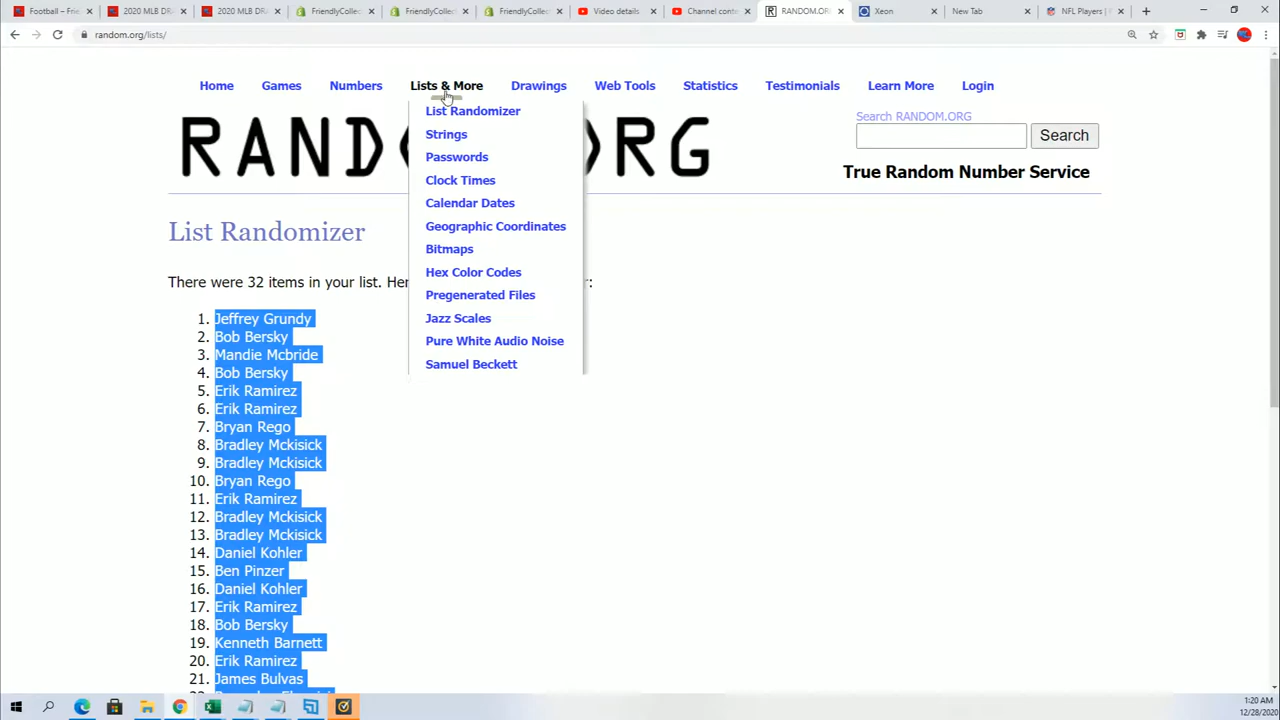 Football – Frie
2020 MLB DRA
2020 MLB DRA
FriendlyCollect
FriendlyCollect
FriendlyCollect
Video details
Channel conte
RANDOM.ORG
Xeon
New Tab
NFL Players |
random.org/lists/
Home Games Numbers Lists & More Drawings Web Tools Statistics Testimonials Learn More Login
List Randomizer
Strings
Passwords
Clock Times
Calendar Dates
Geographic Coordinates
Bitmaps
Hex Color Codes
Pregenerated Files
Jazz Scales
Pure White Audio Noise
Samuel Beckett
Search RANDOM.ORG
Search
RAND RG
True Random Number Service
List Randomizer
There were 32 items in your list. Her :
1. Jeffrey Grundy
2. Bob Bersky
3. Mandie Mcbride
4. Bob Bersky
5. Erik Ramirez
6. Erik Ramirez
7. Bryan Rego
8. Bradley Mckisick
9. Bradley Mckisick
10. Bryan Rego
11. Erik Ramirez
12. Bradley Mckisick
13. Bradley Mckisick
14. Daniel Kohler
15. Ben Pinzer
16. Daniel Kohler
17. Erik Ramirez
18. Bob Bersky
19. Kenneth Barnett
20. Erik Ramirez
21. James Bulvas
1:20 AM
12/28/2020